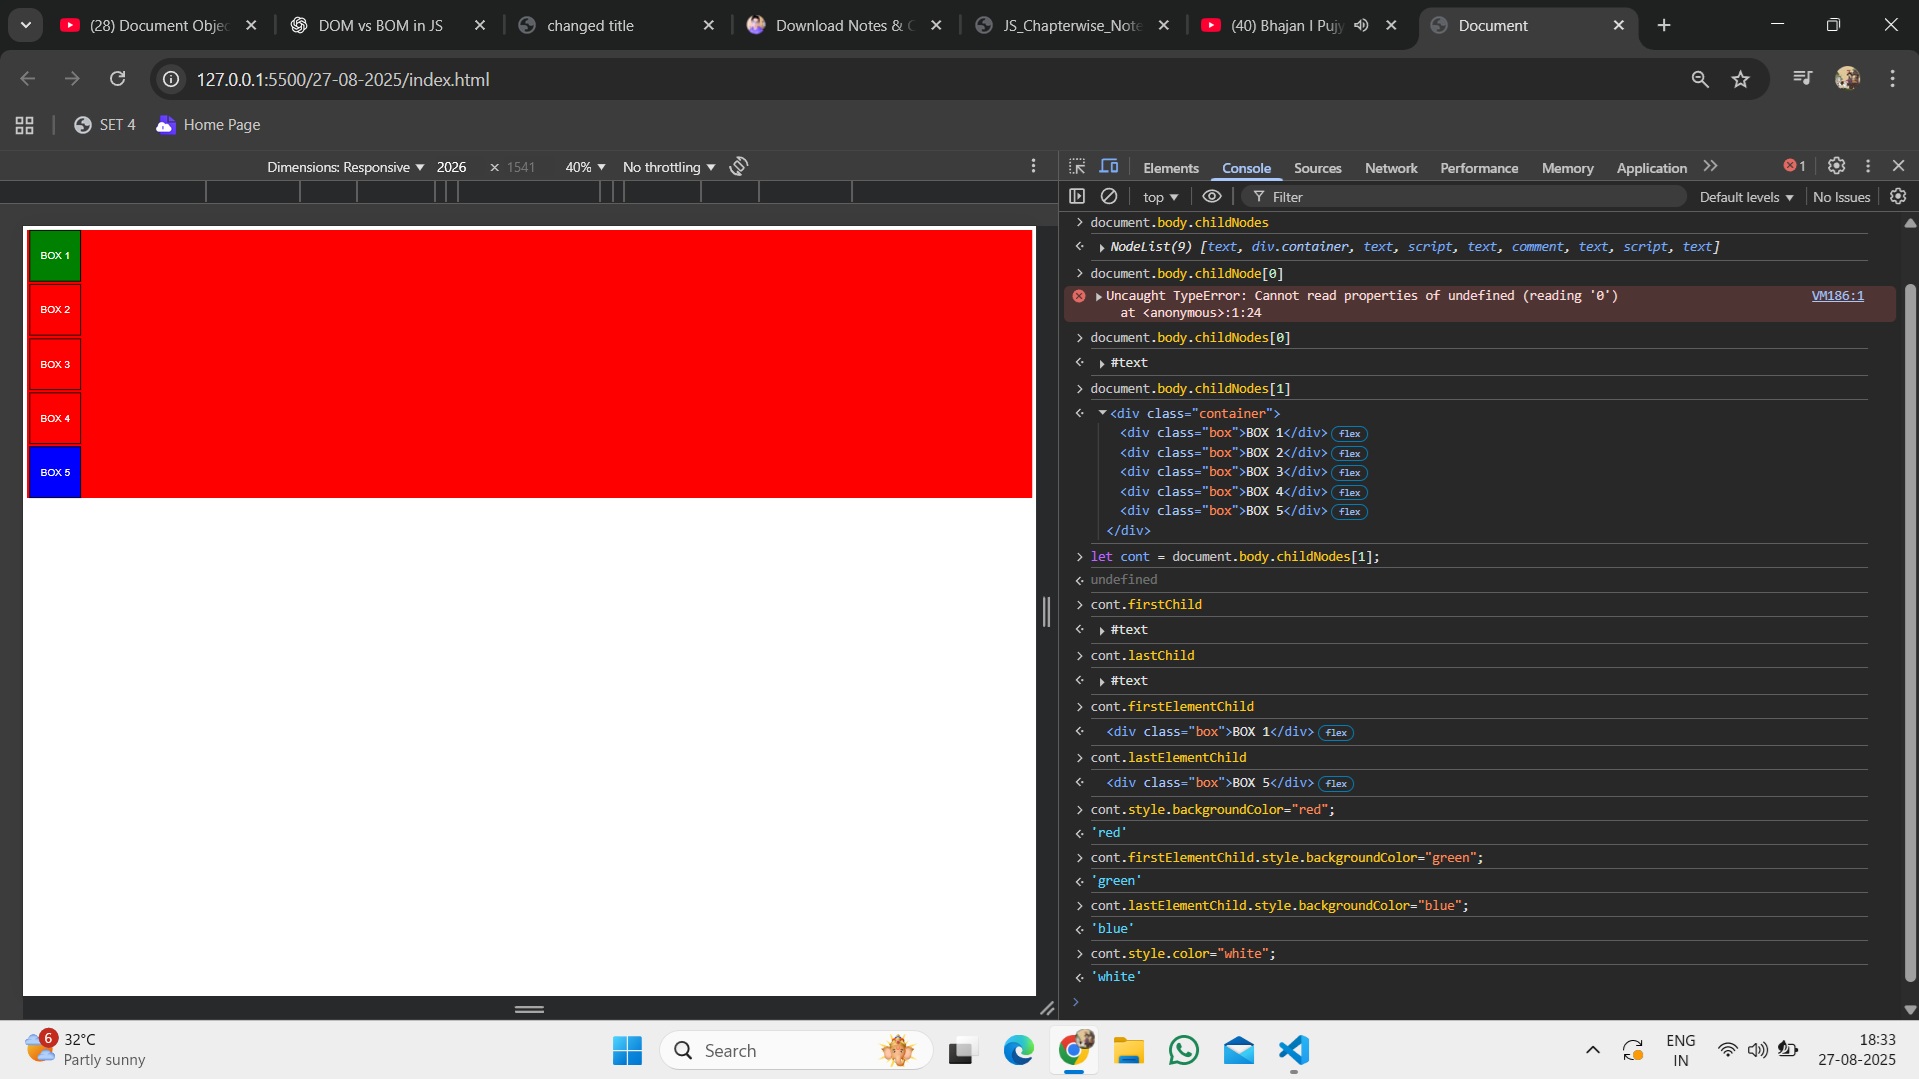 (28) Document Objec
DOM vs BOM in JS
changed title
Download Notes & C
JS_Chapterwise_Note
(40) Bhajan I Pujy
Document
127.0.0.1:5500/27-08-2025/index.html
SET 4
Home Page
Dimensions: Responsive 2026 × 1541 40% No throttling
Elements Console Sources Network Performance Memory Application 1
top Filter Default levels No Issues
BOX 1
BOX 2
BOX 3
BOX 4
BOX 5
document.body.childNodes
NodeList(9) [text, div.container, text, script, text, comment, text, script, text]
document.body.childNode[0]
Uncaught TypeError: Cannot read properties of undefined (reading '0') VM186:1
at <anonymous>:1:24
document.body.childNodes[0]
#text
document.body.childNodes[1]
<div class="container">
<div class="box">BOX 1</div> flex
<div class="box">BOX 2</div> flex
<div class="box">BOX 3</div> flex
<div class="box">BOX 4</div> flex
<div class="box">BOX 5</div> flex
</div>
let cont = document.body.childNodes[1];
undefined
cont.firstChild
#text
cont.lastChild
#text
cont.firstElementChild
<div class="box">BOX 1</div> flex
cont.lastElementChild
<div class="box">BOX 5</div> flex
cont.style.backgroundColor="red";
'red'
cont.firstElementChild.style.backgroundColor="green";
'green'
cont.lastElementChild.style.backgroundColor="blue";
'blue'
cont.style.color="white";
'white'
6
32°C
Partly sunny
Search
ENG
IN
18:33
27-08-2025